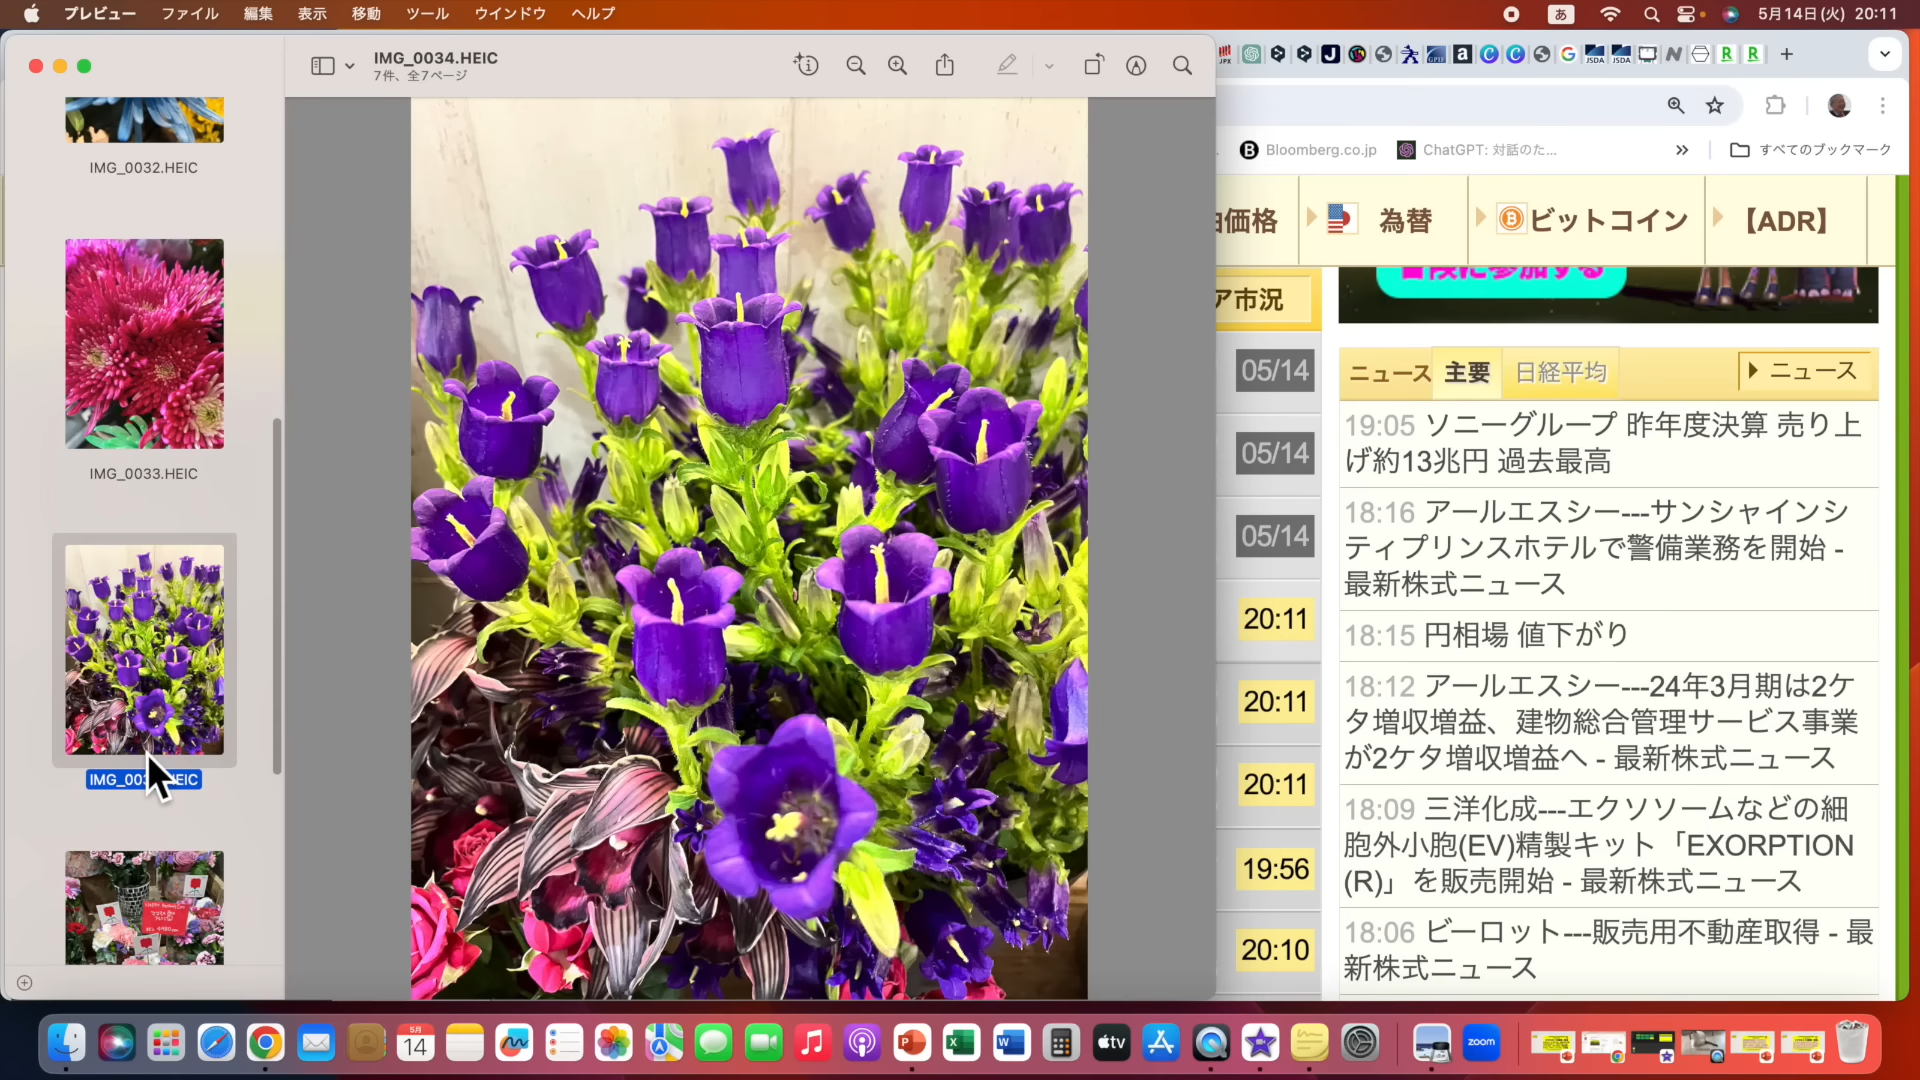 プレビュー ファイル 編集 表示 移動 ツール ウインドウ ヘルプ
あ 5月14日(火) 20:11
IMG_0034.HEIC
7件、全7ページ
IMG_0032.HEIC
IMG_0033.HEIC
Bloomberg.co.jp ChatGPT: 対話のた... すべてのブックマーク
価格 為替 ビットコイン 【ADR】
ア市況
05/14
05/14
05/14
20:11
20:11
20:11
19:56
20:10
ニュース 主要 日経平均 ニュース
19:05 ソニーグループ 昨年度決算 売り上
げ約13兆円 過去最高
18:16 アールエスシー---サンシャインシ
ティプリンスホテルで警備業務を開始 -
最新株式ニュース
18:15 円相場 値下がり
18:12 アールエスシー---24年3月期は2ケ
タ増収増益、建物総合管理サービス事業
が2ケタ増収増益へ - 最新株式ニュース
18:09 三洋化成---エクソソームなどの細
胞外小胞(EV)精製キット「EXORPTION
(R)」を販売開始 - 最新株式ニュース
18:06 ビーロット---販売用不動産取得 - 最
新株式ニュース
5月
14
tv
zoom